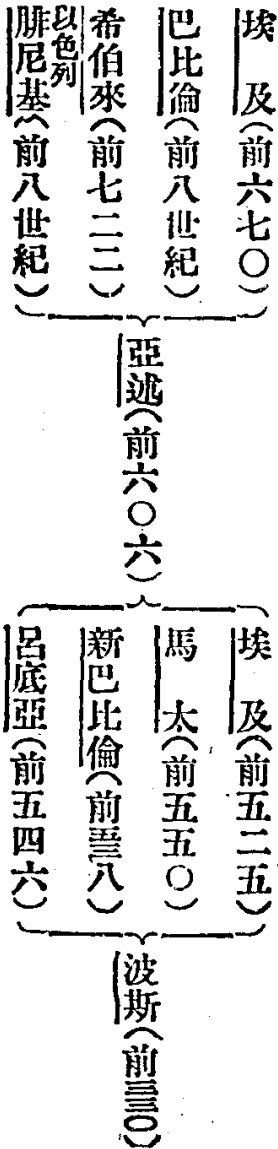 埃及(前六七〇)
巴比倫(前八世紀)
希伯來(前七二二)
以色列
腓尼基(前八世紀)
亞述(前六〇六)
埃及(前五二五)
馬太(前五五〇)
新巴比倫(前五三八)
呂底亞(前五四六)
波斯(前三三〇)